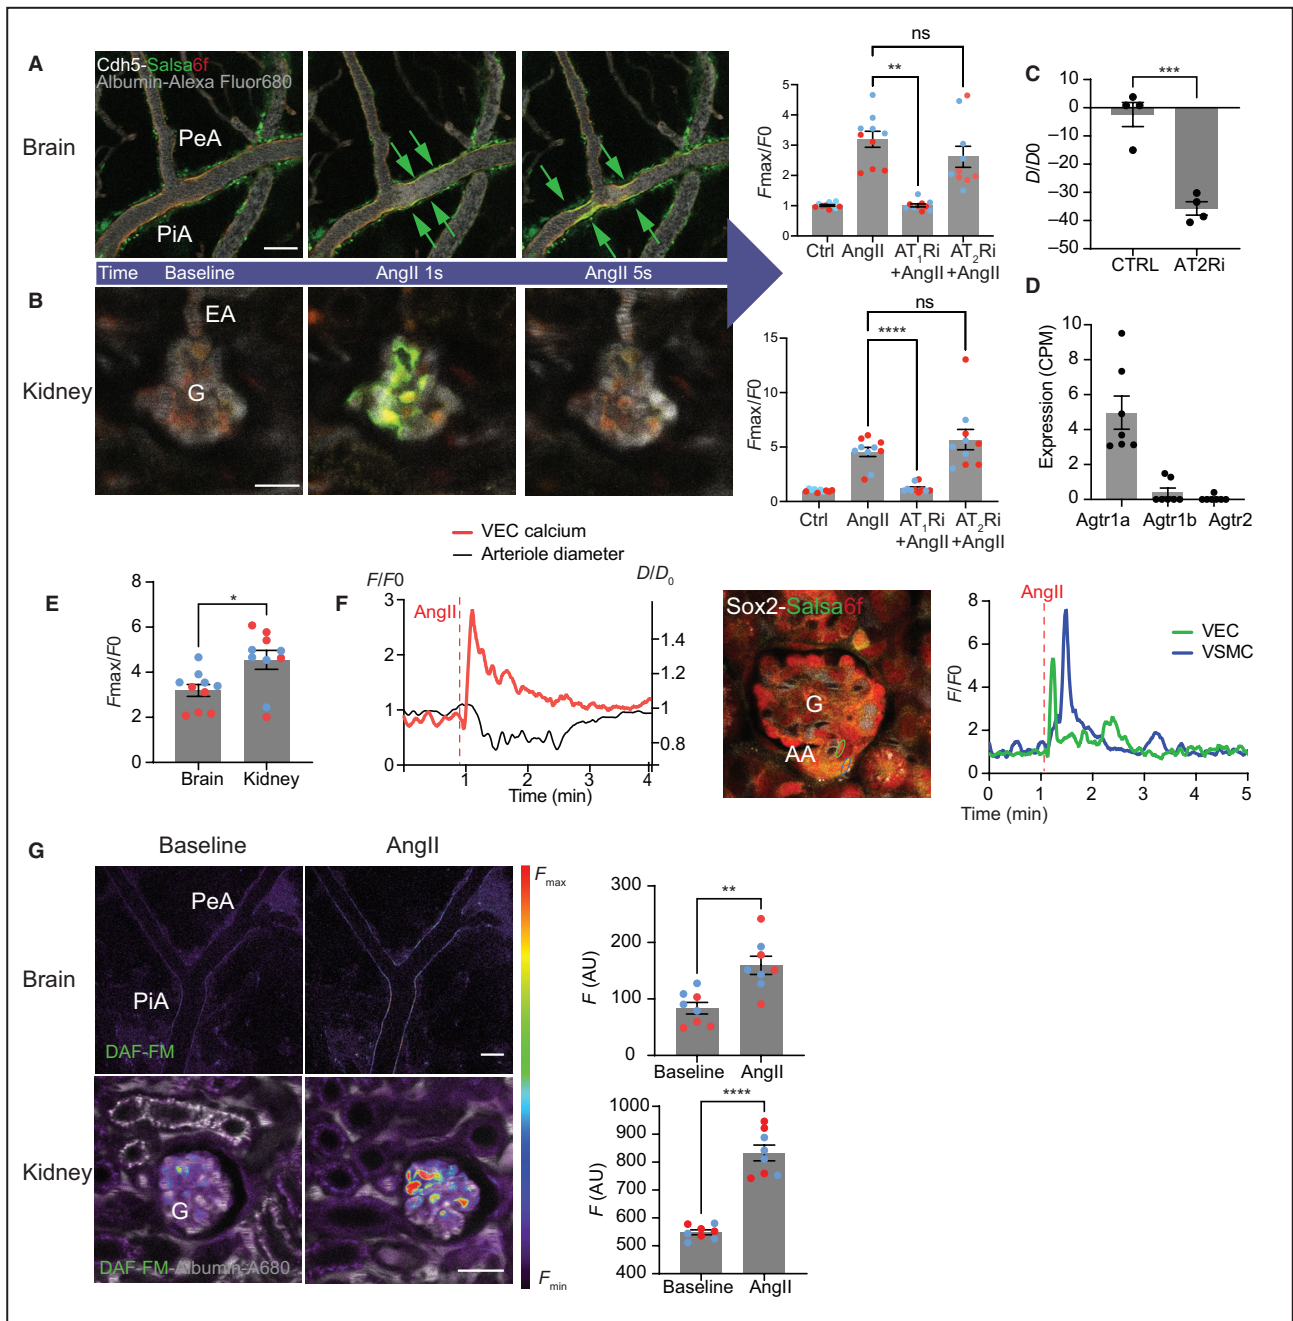 A
Cdh5-Salsa6f
Albumin-Alexa Fluor680
Brain
PeA
PiA
Time
Baseline
AngII 1s
AngII 5s
Fmax/F0
5
4
3
2
1
0
ns
**
Ctrl
AngII
AT1Ri
+AngII
AT2Ri
+AngII
C
D/D0
10
0
−10
−20
−30
−40
−50
***
CTRL
AT2Ri
B
Kidney
EA
G
Fmax/F0
15
10
5
0
ns
****
Ctrl
AngII
AT1Ri
+AngII
AT2Ri
+AngII
D
Expression (CPM)
10
8
6
4
2
0
Agtr1a
Agtr1b
Agtr2
E
Fmax/F0
8
6
4
2
0
*
Brain
Kidney
F
VEC calcium
Arteriole diameter
F/F0
D/D0
3
2
1
0
AngII
1.4
1.2
1
0.8
1
2
3
4
Time (min)
Sox2-Salsa6f
G
AA
F/F0
8
6
4
2
0
AngII
VEC
VSMC
0
1
2
3
4
5
Time (min)
G
Baseline
AngII
Brain
PeA
PiA
DAF-FM
Kidney
G
DAF-FM-Albumin-A680
Fmax
Fmin
F (AU)
300
200
100
0
**
Baseline
AngII
F (AU)
1000
900
800
700
600
500
400
****
Baseline
AngII